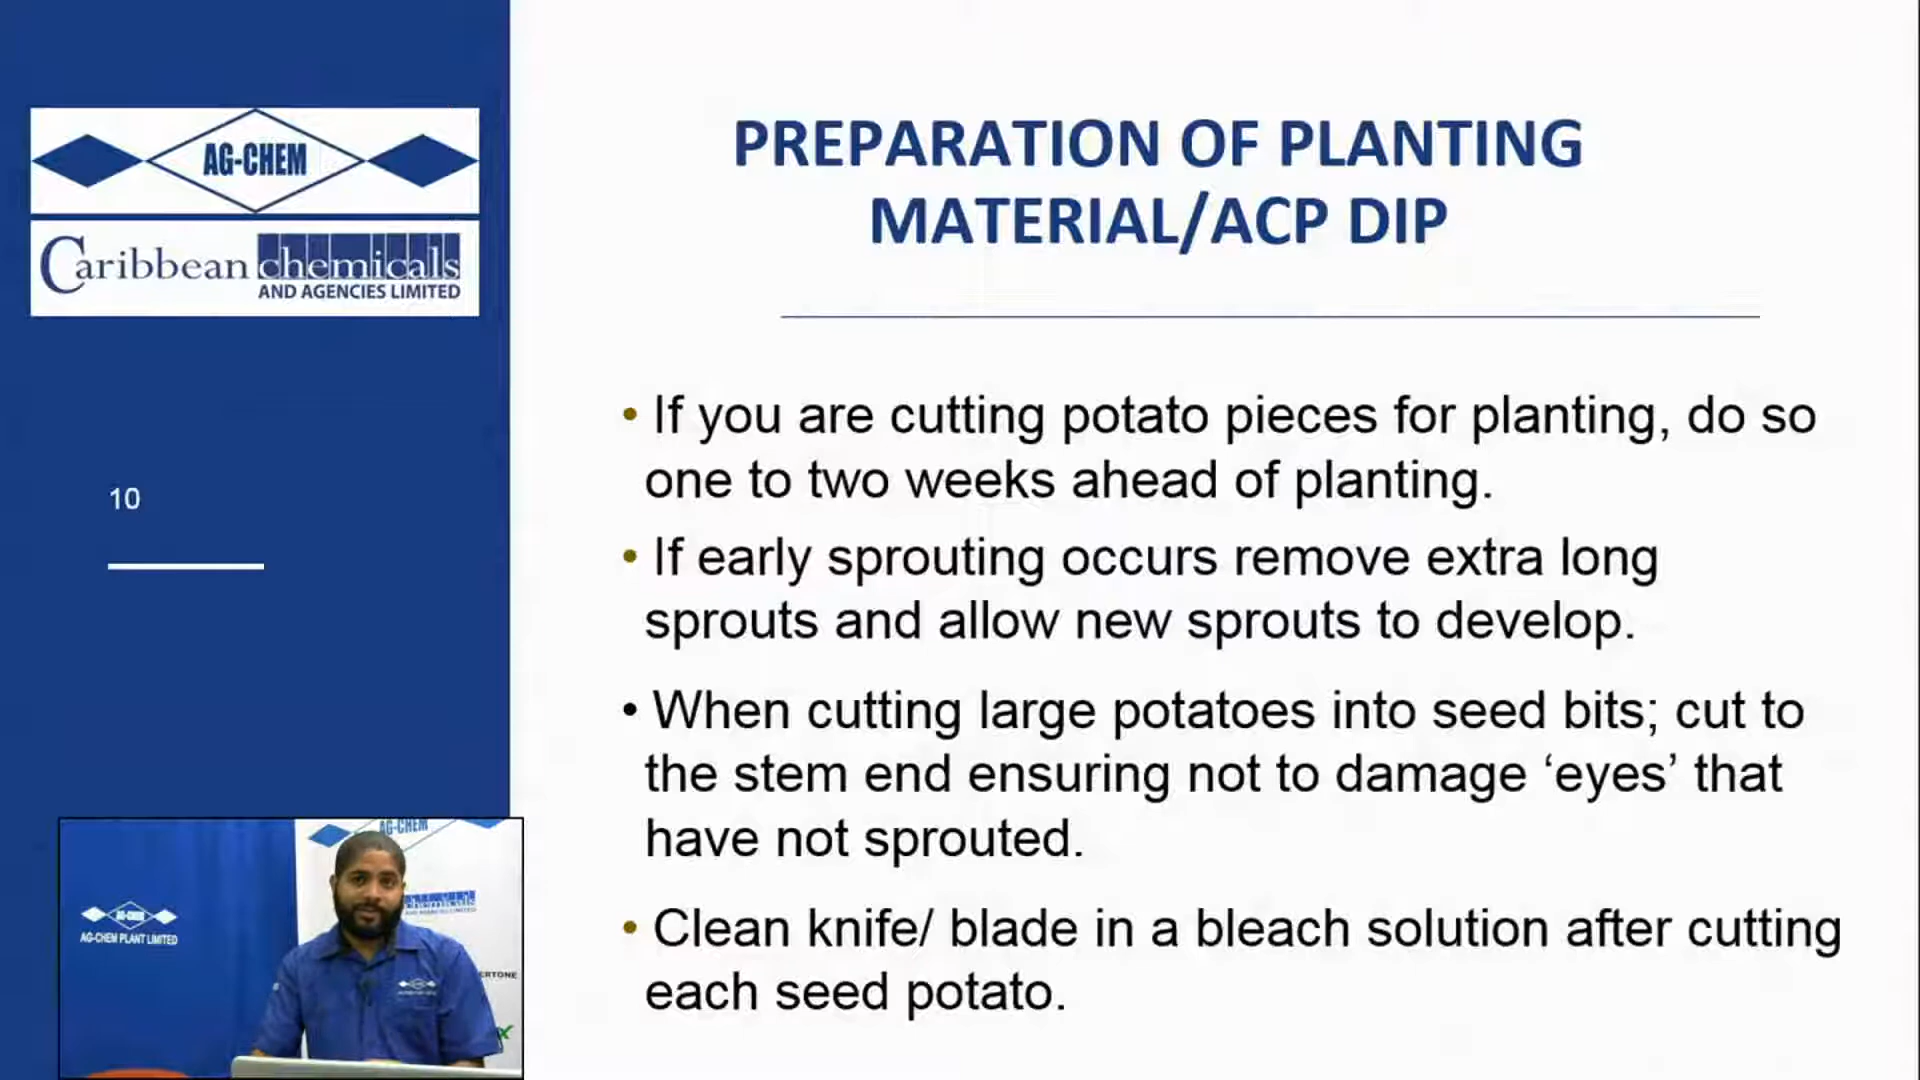 AG-CHEM
Caribbean chemicals
AND AGENCIES LIMITED
10
PREPARATION OF PLANTING
MATERIAL/ACP DIP
• If you are cutting potato pieces for planting, do so
one to two weeks ahead of planting.
• If early sprouting occurs remove extra long
sprouts and allow new sprouts to develop.
• When cutting large potatoes into seed bits; cut to
the stem end ensuring not to damage ‘eyes’ that
have not sprouted.
• Clean knife/ blade in a bleach solution after cutting
each seed potato.
AG-CHEM
chemicals
AG-CHEM PLANT LIMITED
ERTONE